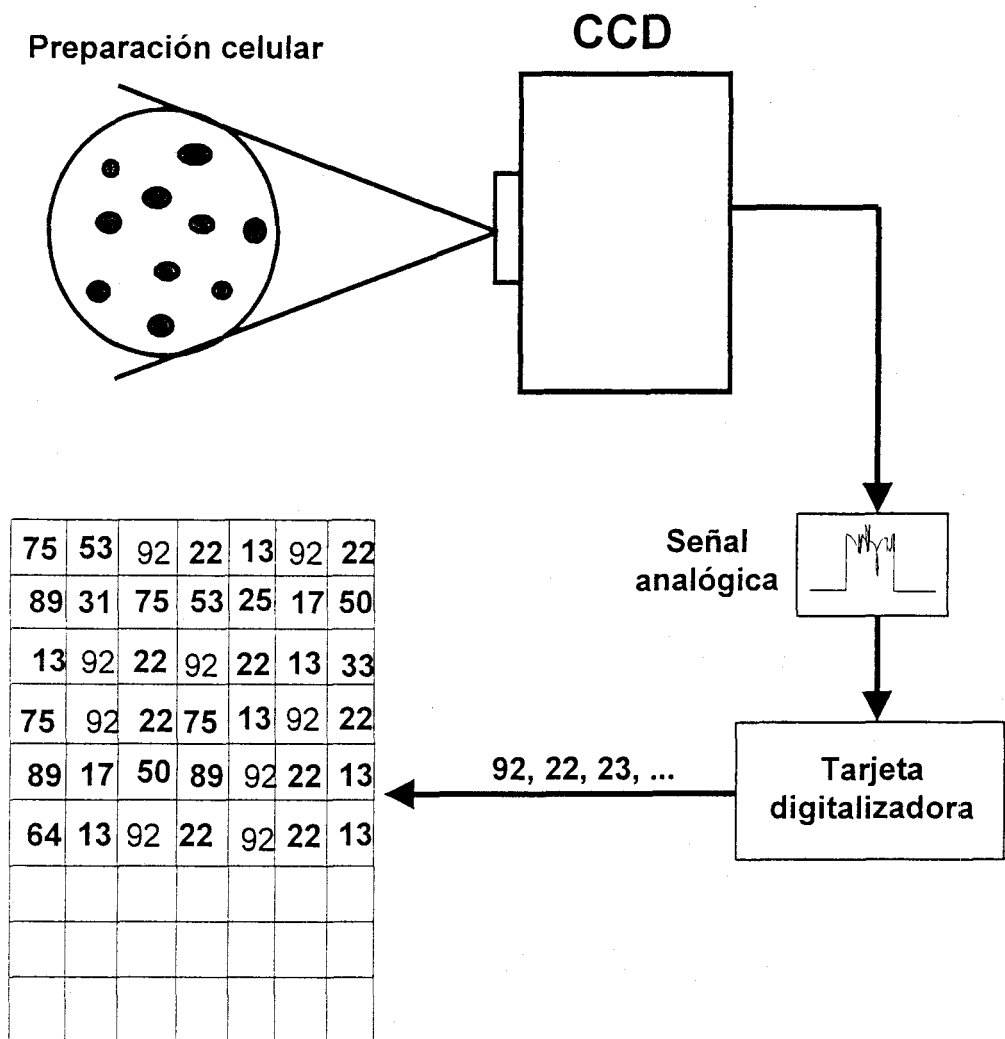 CCD
Preparación celular
Señal
analógica
75 53 92 22 13 92 22
89 31 75 53 25 17 50
13 92 22 92 22 13 33
75 92 22 75 13 92 22
89 17 50 89 92 22 13
64 13 92 22 92 22 13
92, 22, 23, ...
Tarjeta
digitalizadora